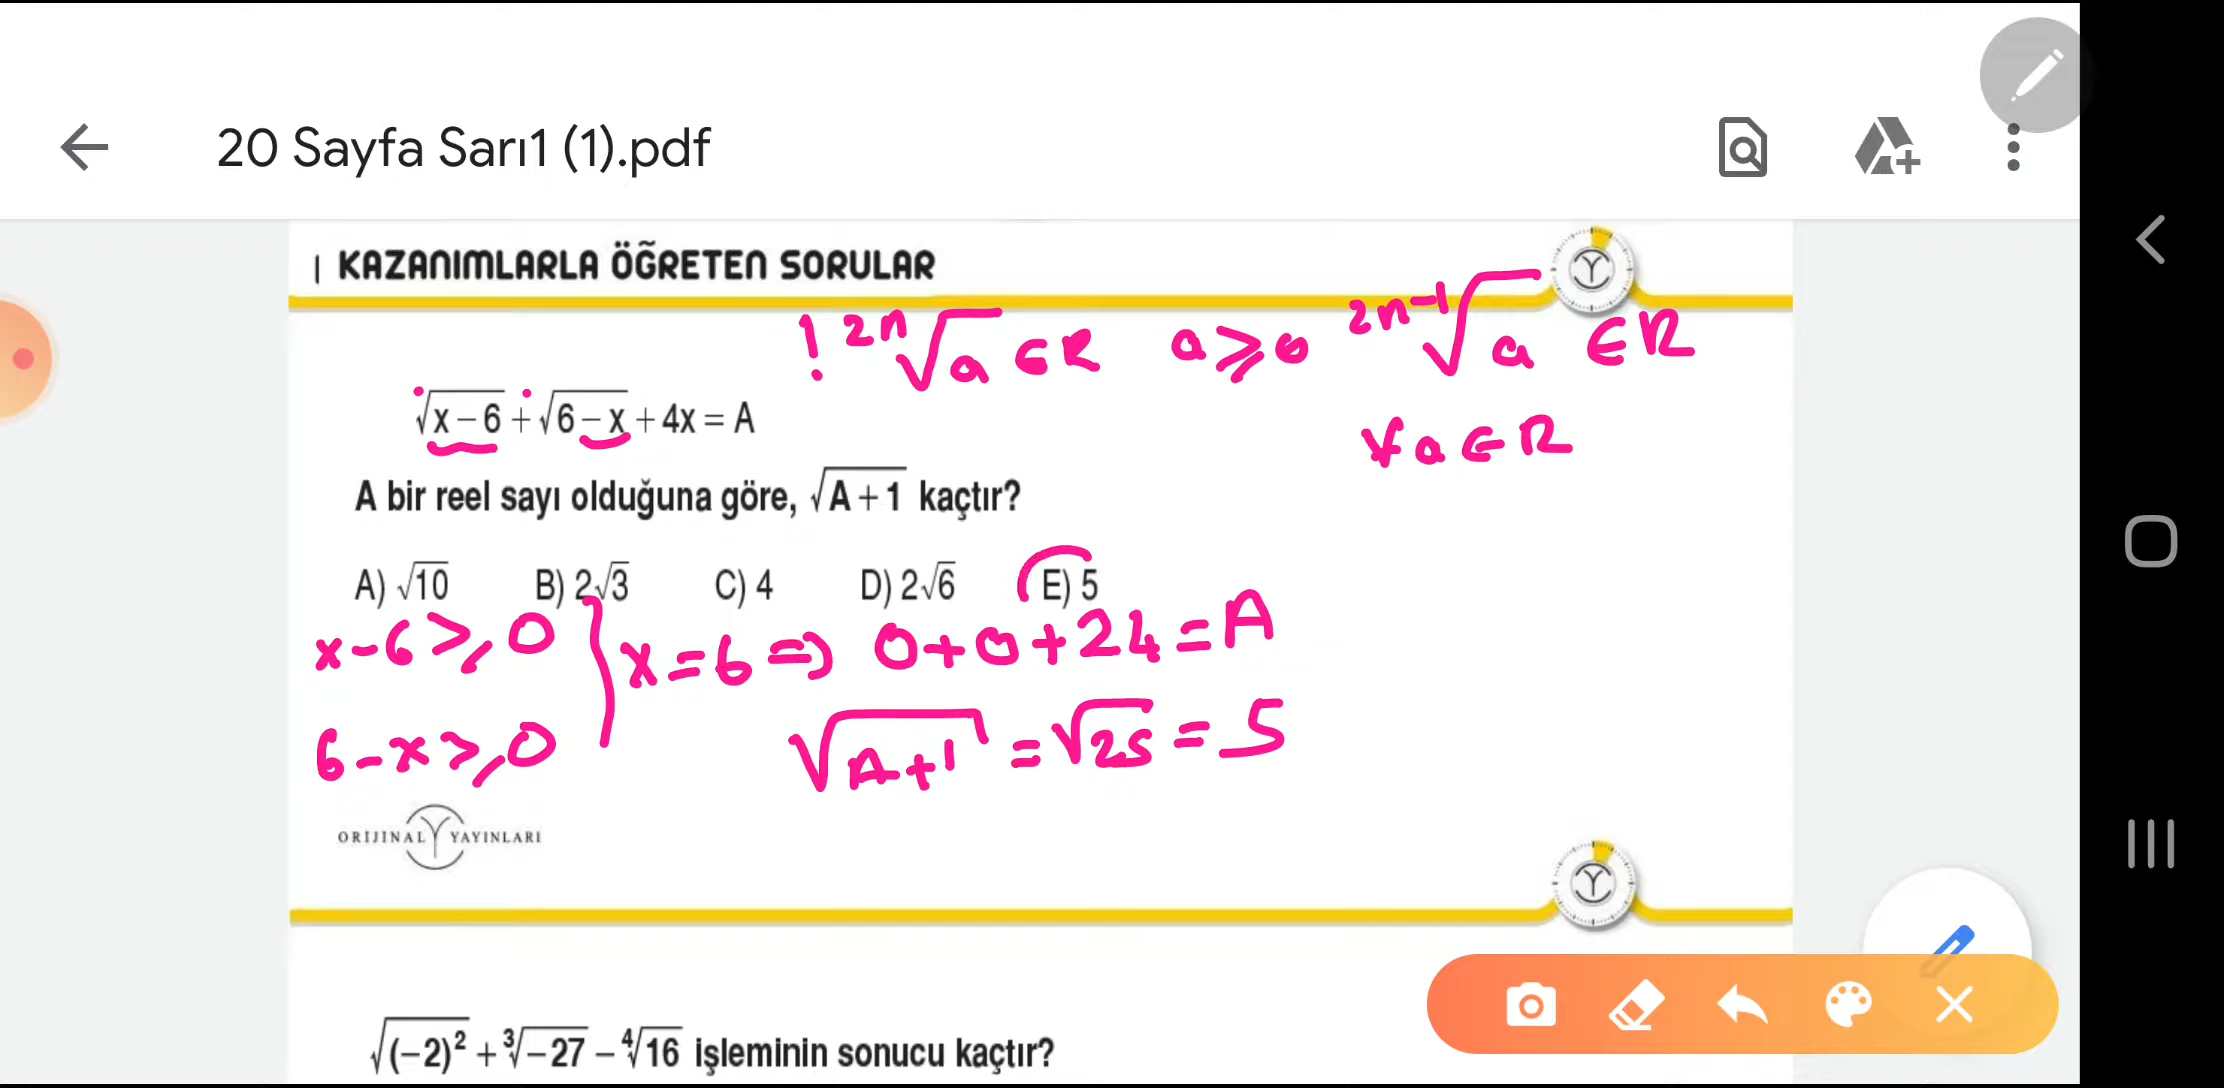 20 Sayfa Sarı1 (1).pdf
| KAZANIMLARLA ÖĞRETEN SORULAR
! ²ⁿ√a ∈ R a ⩾ 0 ²ⁿ⁻¹√a ∈ R
∀a ∈ R
√(x – 6) + √(6 – x) + 4x = A
A bir reel sayı olduğuna göre, √(A + 1) kaçtır?
A) √10 B) 2√3 C) 4 D) 2√6 E) 5
x-6⩾0 } x=6 ⇒ 0+0+24=A
6-x⩾0 √(A+1) = √25 = 5
ORIJINAL Y YAYINLARI
√(–2)² + ³√–27 – ⁴√16 işleminin sonucu kaçtır?